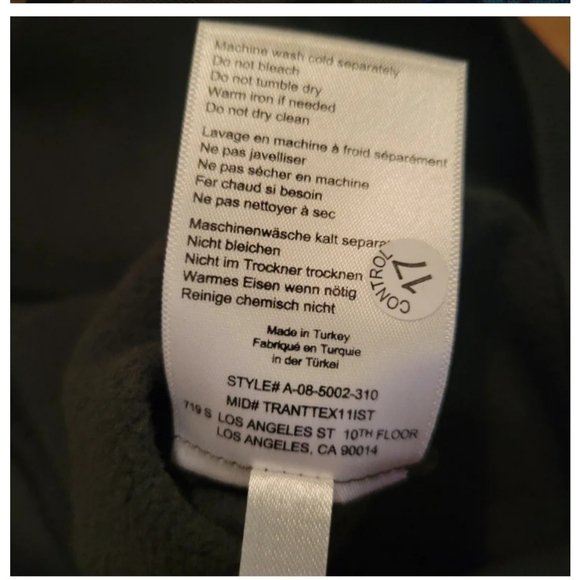 Machine wash cold separately
Do not bleach
Do not tumble dry
Warm iron if needed
Do not dry clean
Lavage en machine à froid séparément
Ne pas javelliser
Ne pas sécher en machine
Fer chaud si besoin
Ne pas nettoyer à sec
Maschinenwäsche kalt separa
Nicht bleichen
Nicht im Trockner trocknen
Warmes Eisen wenn nötig
Reinige chemisch nicht
CONTROL
17
Made in Turkey
Fabriqué en Turquie
in der Türkei
STYLE# A-08-5002-310
MID# TRANTTEX11IST
719 S LOS ANGELES ST 10TH FLOOR
LOS ANGELES, CA 90014